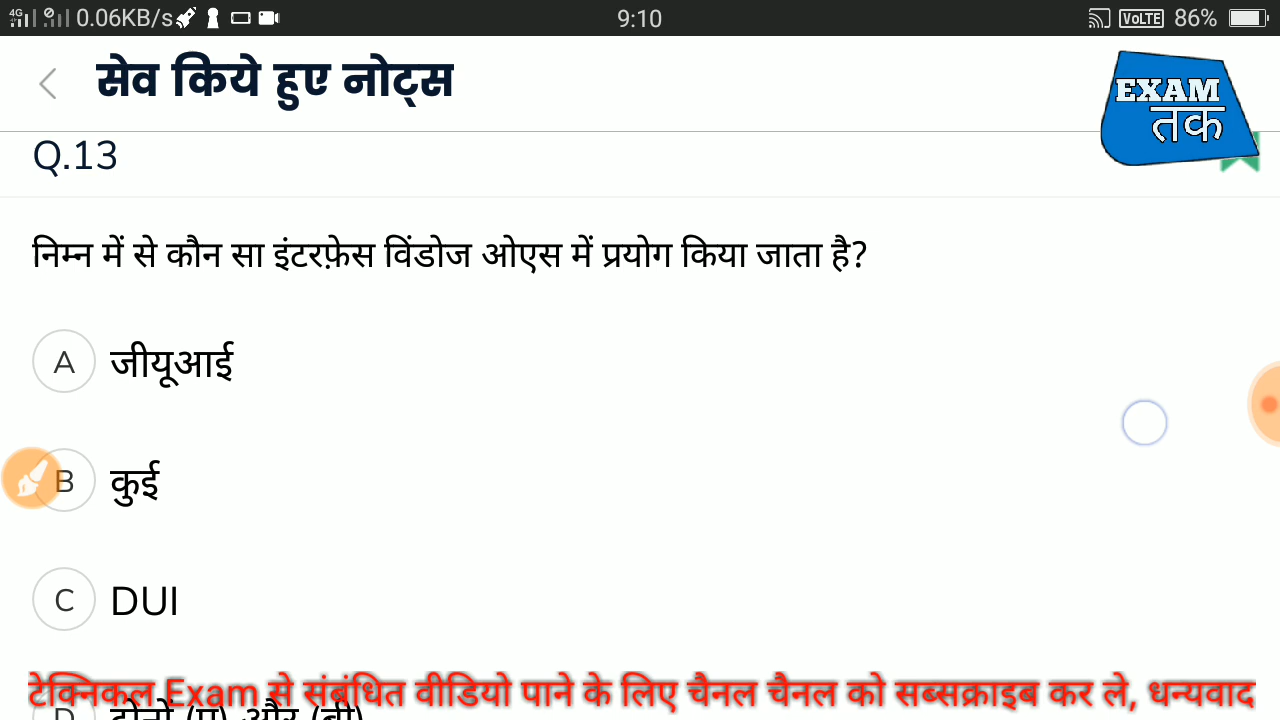 4G 0.06KB/s 9:10 VoLTE 86%
सेव किये हुए नोट्स
EXAM
तक
Q.13
निम्न में से कौन सा इंटरफ़ेस विंडोज ओएस में प्रयोग किया जाता है?
A जीयूआई
B कुई
C DUI
टेक्निकल Exam से संबंधित वीडियो पाने के लिए चैनल चैनल को सब्सक्राइब कर ले, धन्यवाद
D दोनों (ए) और (बी)